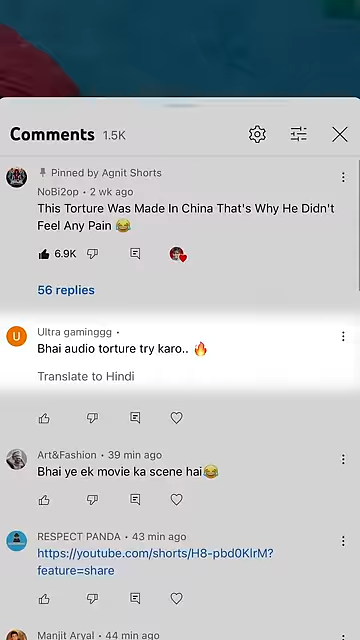 Comments 1.5K
Pinned by Agnit Shorts
NoBi2op • 2 wk ago
This Torture Was Made In China That's Why He Didn't
Feel Any Pain 😂
6.9K
56 replies
Ultra gaminggg •
Bhai audio torture try karo.. 🔥
Translate to Hindi
Art&Fashion • 39 min ago
Bhai ye ek movie ka scene hai😂
RESPECT PANDA • 43 min ago
https://youtube.com/shorts/H8-pbd0KIrM?
feature=share
Manjit Aryal • 44 min ago